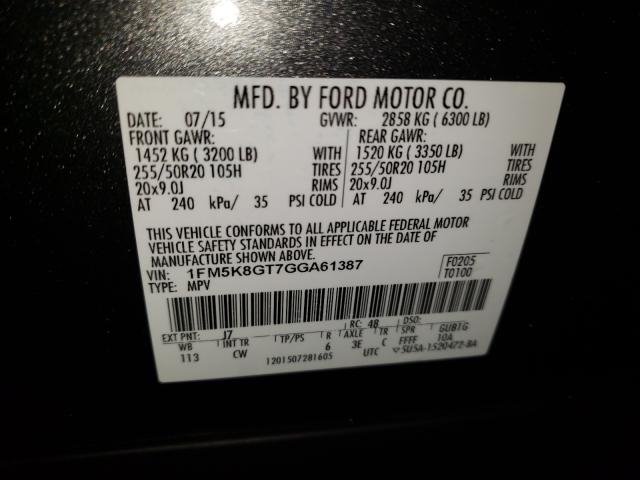 MFD. BY FORD MOTOR CO.
DATE: 07/15 GVWR: 2858 KG ( 6300 LB)
FRONT GAWR: REAR GAWR:
1452 KG ( 3200 LB) WITH 1520 KG ( 3350 LB) WITH
255/50R20 105H TIRES 255/50R20 105H TIRES
20x9.0J RIMS 20x9.0J RIMS
AT 240 kPa/ 35 PSI COLD AT 240 kPa/ 35 PSI COLD
THIS VEHICLE CONFORMS TO ALL APPLICABLE FEDERAL MOTOR
VEHICLE SAFETY STANDARDS IN EFFECT ON THE DATE OF
MANUFACTURE SHOWN ABOVE.
VIN: 1FM5K8GT7GGA61387 F0205
TYPE: MPV T0100
EXT PNT: J7 RC: 48 DSO:
WB INT TR TP/PS R AXLE TR SPR GUB1G
113 CW 6 3E C FFFF 10A
1201507281605 UTC 5U5A-1520472-BA